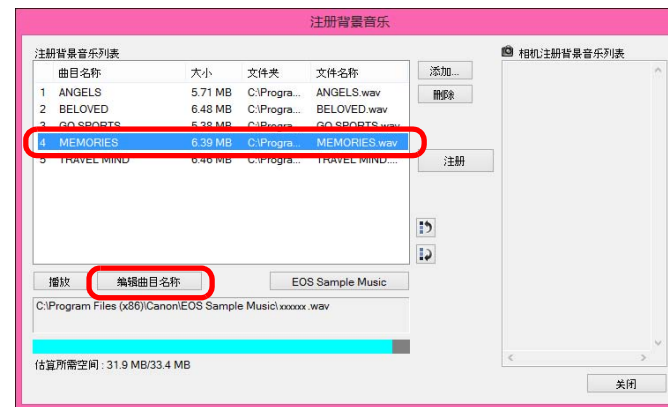 注册背景音乐
注册背景音乐列表
曲目名称 大小 文件夹 文件名称
1 ANGELS 5.71 MB C:\Progra... ANGELS.wav
2 BELOVED 6.48 MB C:\Progra... BELOVED.wav
3 GO SPORTS 5.38 MB C:\Progra... GO SPORTS.wav
4 MEMORIES 6.39 MB C:\Progra... MEMORIES.wav
5 TRAVEL MIND 6.46 MB C:\Progra... TRAVEL MIND....
添加...
删除
注册
播放 编辑曲目名称 EOS Sample Music
C:\Program Files (x86)\Canon\EOS Sample Music\xxxxxx.wav
估算所需空间 : 31.9 MB/33.4 MB
相机注册背景音乐列表
关闭